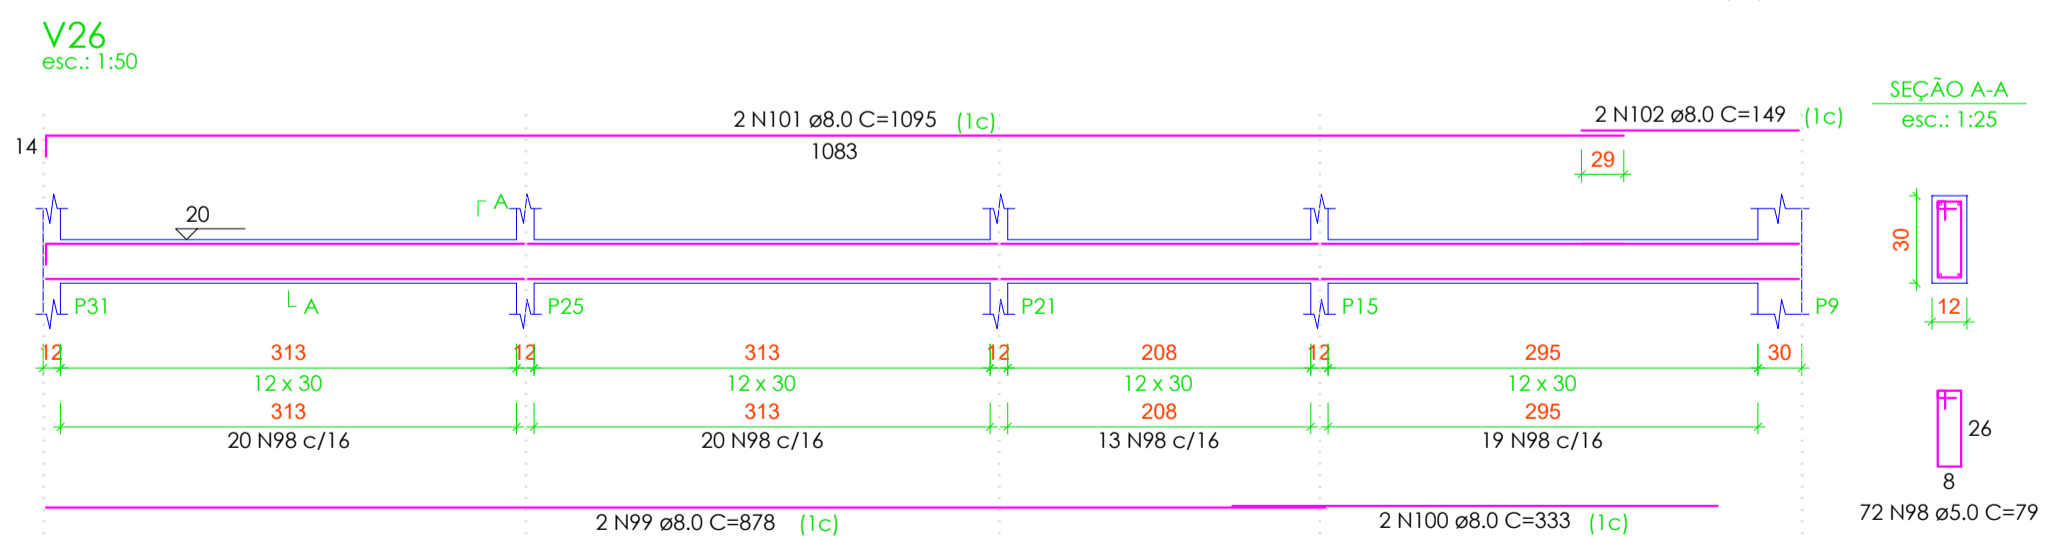 V26
esc.: 1:50
2 N101 ø8.0 C=1095 (1c)
2 N102 ø8.0 C=149 (1c)
14
1083
29
SEÇÃO A-A
esc.: 1:25
20
A
A
P31
P25
P21
P15
P9
30
12
12 313 12 313 12 208 12 295 30
12 x 30 12 x 30 12 x 30 12 x 30
313 313 208 295
20 N98 c/16 20 N98 c/16 13 N98 c/16 19 N98 c/16
26
8
72 N98 ø5.0 C=79
2 N99 ø8.0 C=878 (1c)
2 N100 ø8.0 C=333 (1c)